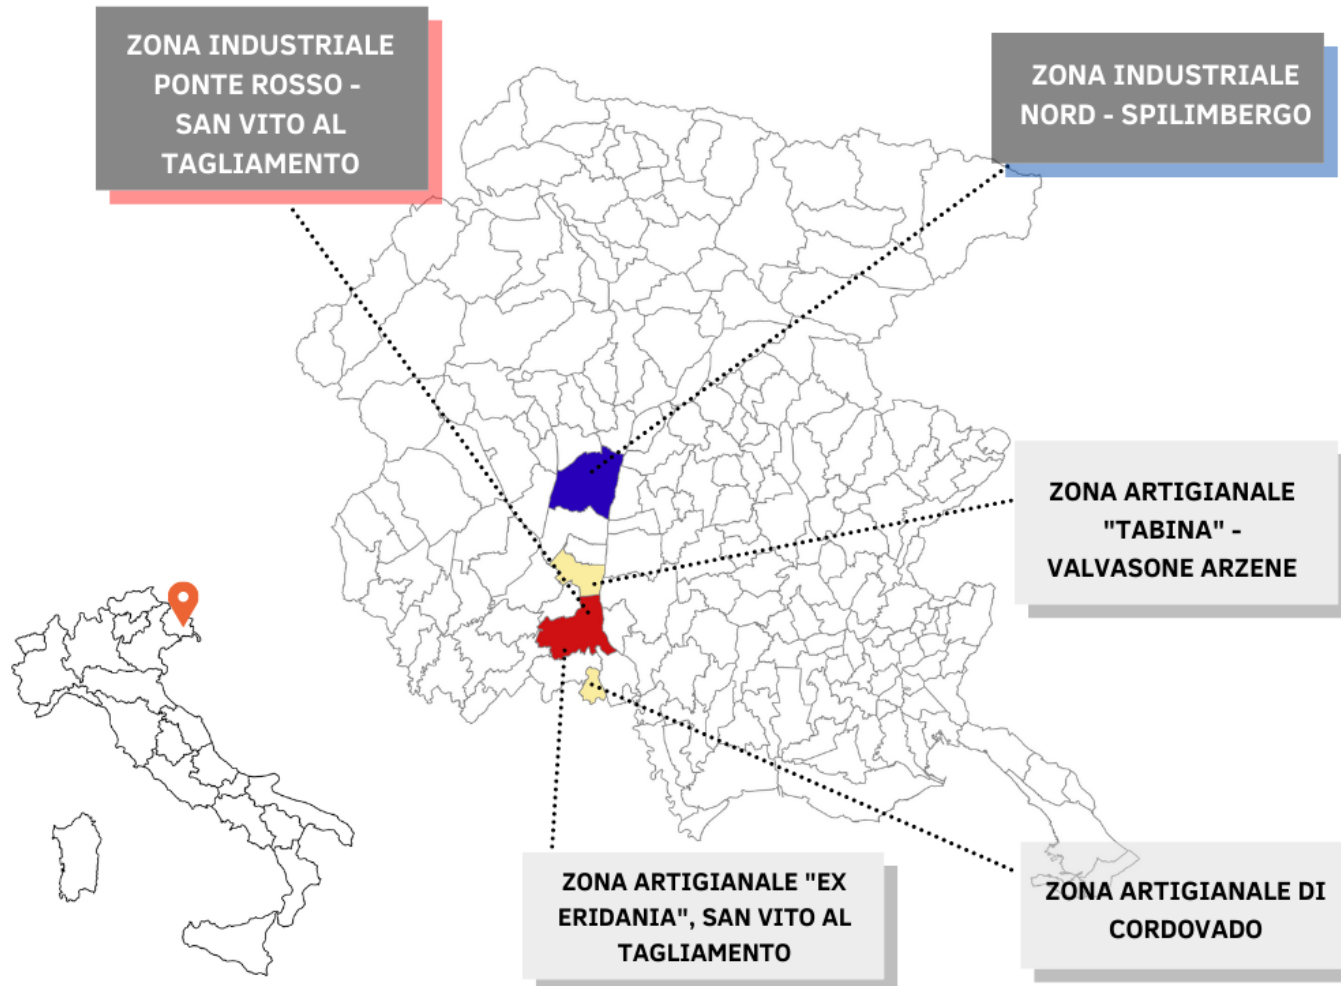 ZONA INDUSTRIALE
PONTE ROSSO -
SAN VITO AL
TAGLIAMENTO
ZONA INDUSTRIALE
NORD - SPILIMBERGO
ZONA ARTIGIANALE
"TABINA" -
VALVASONE ARZENE
ZONA ARTIGIANALE "EX
ERIDANIA", SAN VITO AL
TAGLIAMENTO
ZONA ARTIGIANALE DI
CORDOVADO